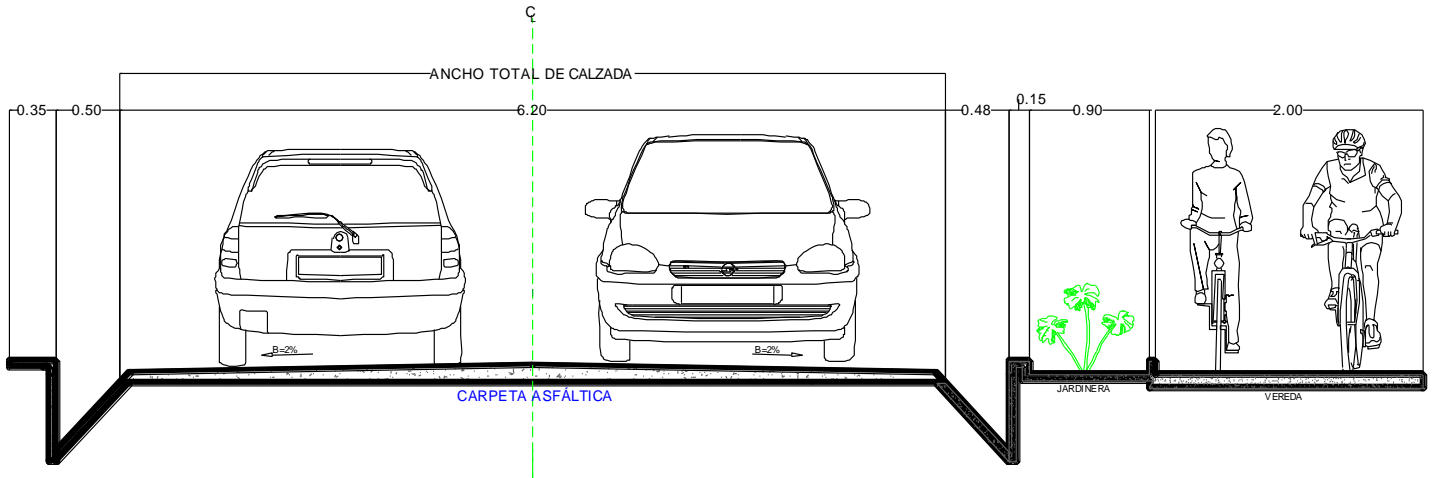 C
ANCHO TOTAL DE CALZADA
0.35 0.50 6.20 0.48 0.15 0.90 2.00
B=2% B=2%
CARPETA ASFÁLTICA
JARDINERA VEREDA